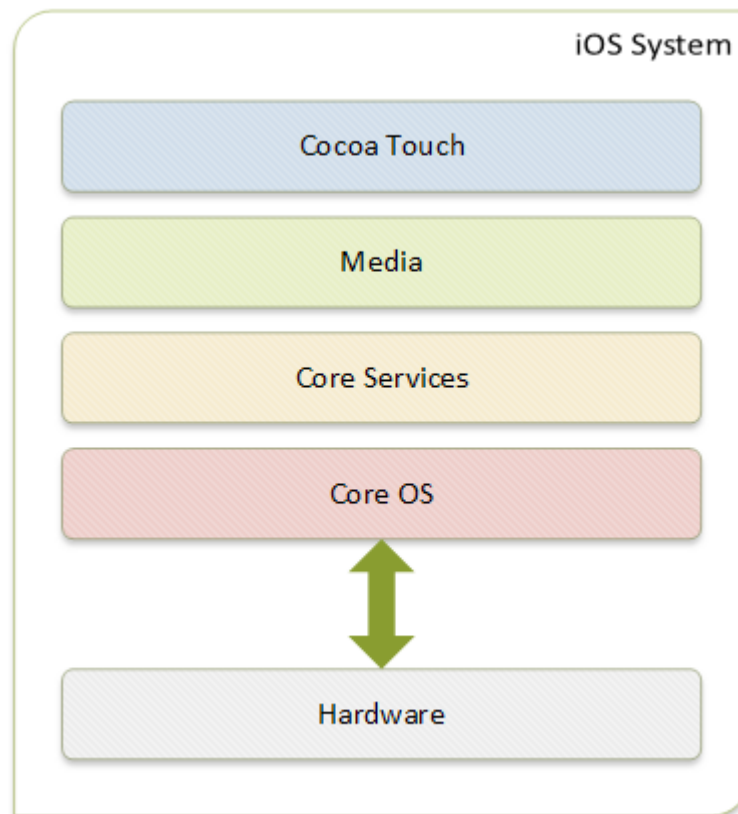 iOS System
Cocoa Touch
Media
Core Services
Core OS
Hardware